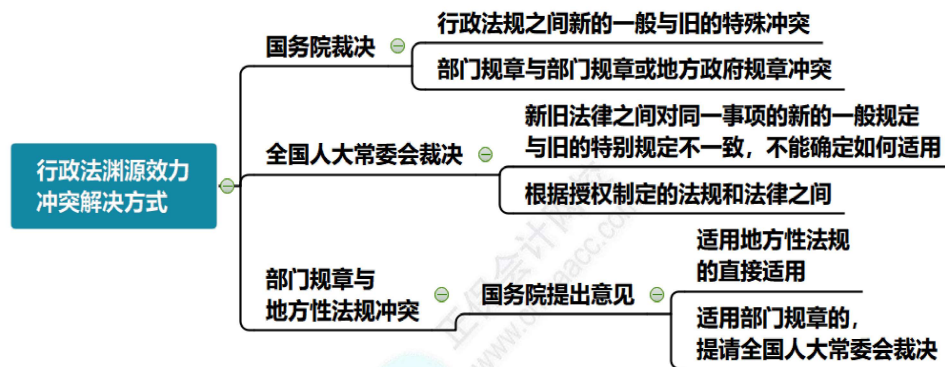 行政法渊源效力
冲突解决方式
国务院裁决
行政法规之间新的一般与旧的特殊冲突
部门规章与部门规章或地方政府规章冲突
全国人大常委会裁决
新旧法律之间对同一事项的新的一般规定
与旧的特别规定不一致，不能确定如何适用
根据授权制定的法规和法律之间
部门规章与
地方性法规冲突
国务院提出意见
适用地方性法规
的直接适用
适用部门规章的，
提请全国人大常委会裁决
正保会计网校